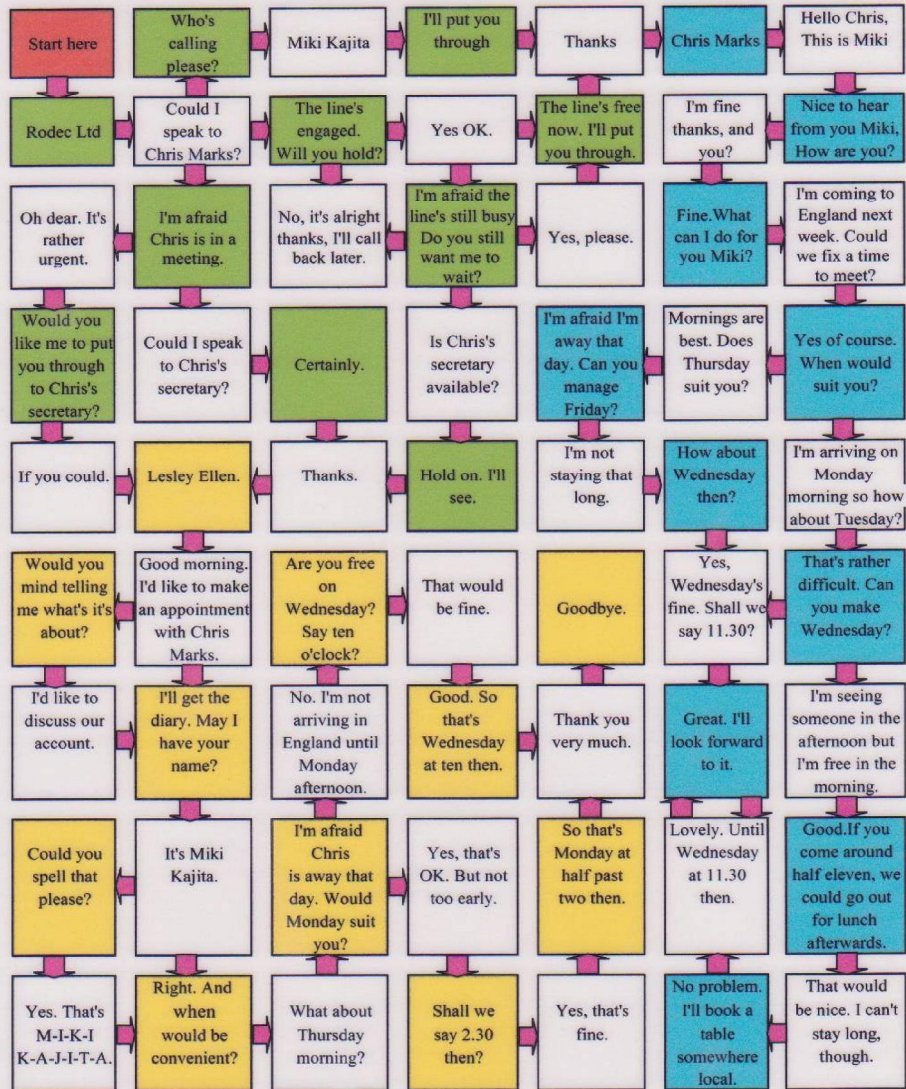 Start here
Who's
calling
please?
Miki Kajita
I'll put you
through
Thanks
Chris Marks
Hello Chris,
This is Miki
Rodec Ltd
Could I
speak to
Chris Marks?
The line's
engaged.
Will you hold?
Yes OK.
The line's free
now. I'll put
you through.
I'm fine
thanks, and
you?
Nice to hear
from you Miki,
How are you?
Oh dear. It's
rather
urgent.
I'm afraid
Chris is in a
meeting.
No, it's alright
thanks, I'll call
back later.
I'm afraid the
line's still busy
Do you still
want me to
wait?
Yes, please.
Fine.What
can I do for
you Miki?
I'm coming to
England next
week. Could
we fix a time
to meet?
Would you
like me to put
you through
to Chris's
secretary?
Could I speak
to Chris's
secretary?
Certainly.
Is Chris's
secretary
available?
I'm afraid I'm
away that
day. Can you
manage
Friday?
Mornings are
best. Does
Thursday
suit you?
Yes of course.
When would
suit you?
If you could.
Lesley Ellen.
Thanks.
Hold on. I'll
see.
I'm not
staying that
long.
How about
Wednesday
then?
I'm arriving on
Monday
morning so how
about Tuesday?
Would you
mind telling
me what's it's
about?
Good morning.
I'd like to make
an appointment
with Chris
Marks.
Are you free
on
Wednesday?
Say ten
o'clock?
That would
be fine.
Goodbye.
Yes,
Wednesday's
fine. Shall we
say 11.30?
That's rather
difficult. Can
you make
Wednesday?
I'd like to
discuss our
account.
I'll get the
diary. May I
have your
name?
No. I'm not
arriving in
England until
Monday
afternoon.
Good. So
that's
Wednesday
at ten then.
Thank you
very much.
Great. I'll
look forward
to it.
I'm seeing
someone in the
afternoon but
I'm free in the
morning.
Could you
spell that
please?
It's Miki
Kajita.
I'm afraid
Chris
is away that
day. Would
Monday suit
you?
Yes, that's
OK. But not
too early.
So that's
Monday at
half past
two then.
Lovely. Until
Wednesday
at 11.30
then.
Good.If you
come around
half eleven, we
could go out
for lunch
afterwards.
Yes. That's
M-I-K-I
K-A-J-I-T-A.
Right. And
when
would be
convenient?
What about
Thursday
morning?
Shall we
say 2.30
then?
Yes, that's
fine.
No problem.
I'll book a
table
somewhere
local.
That would
be nice. I can't
stay long,
though.